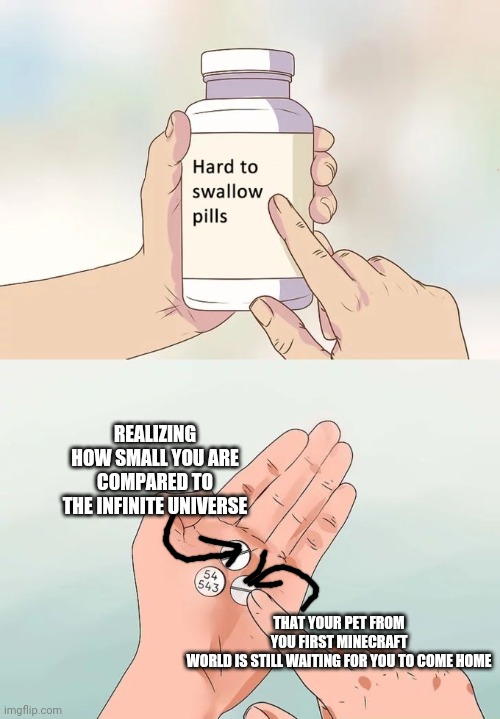 Hard to
swallow
pills
REALIZING
HOW SMALL YOU ARE
COMPARED TO
THE INFINITE UNIVERSE
54
543
THAT YOUR PET FROM
YOU FIRST MINECRAFT
WORLD IS STILL WAITING FOR YOU TO COME HOME
imgflip.com